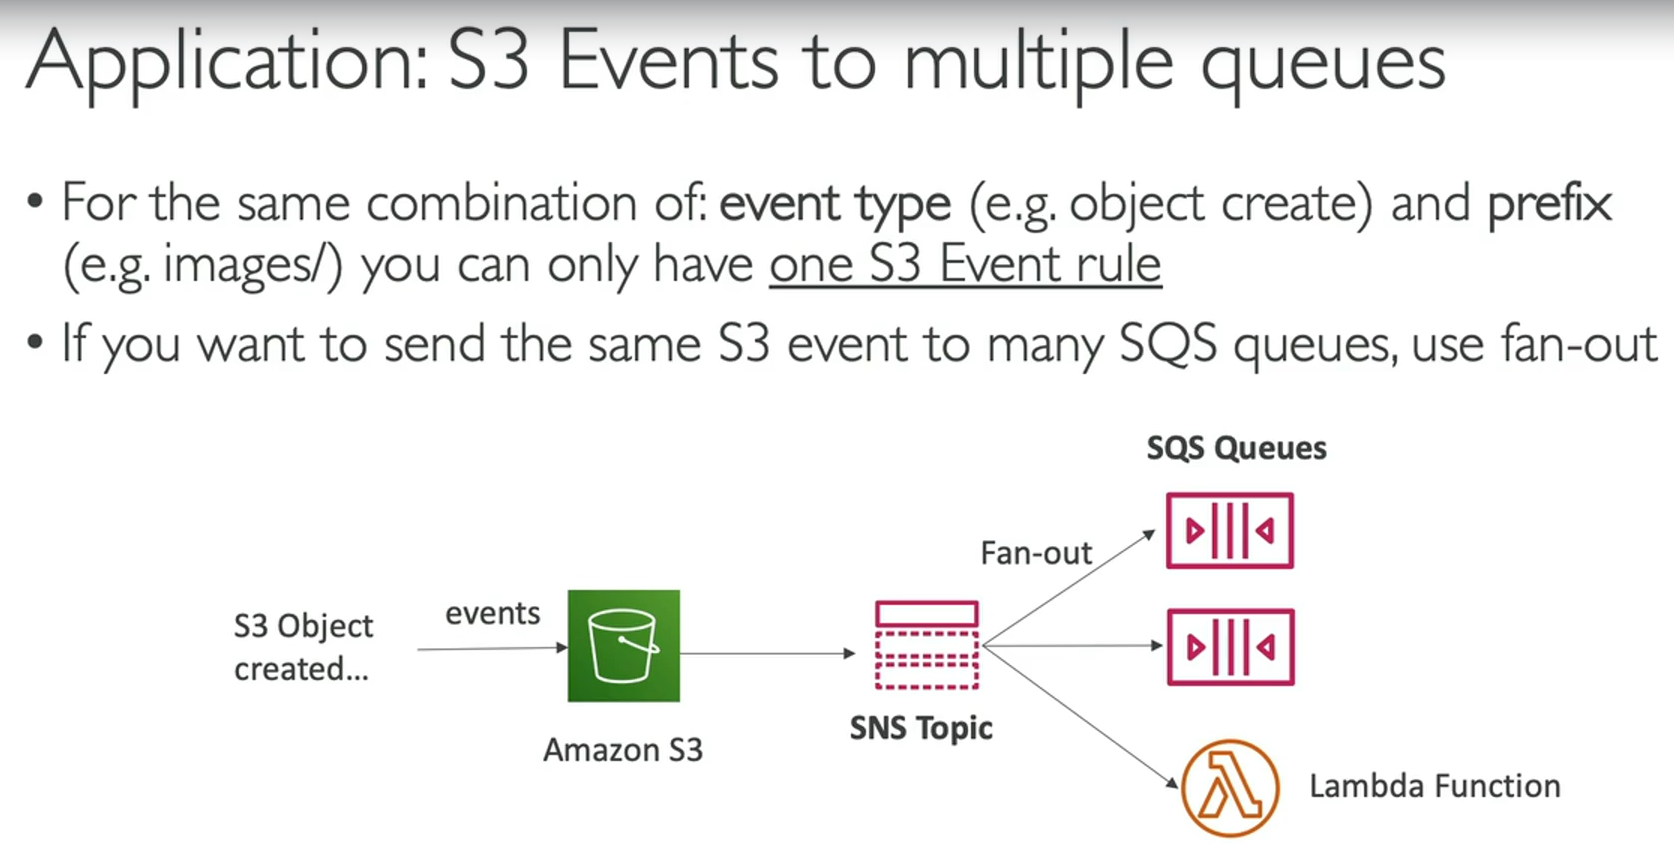 Application: S3 Events to multiple queues
• For the same combination of: event type (e.g. object create) and prefix
(e.g. images/) you can only have one S3 Event rule
• If you want to send the same S3 event to many SQS queues, use fan-out
SQS Queues
Fan-out
S3 Object
created...
events
Amazon S3
SNS Topic
Lambda Function